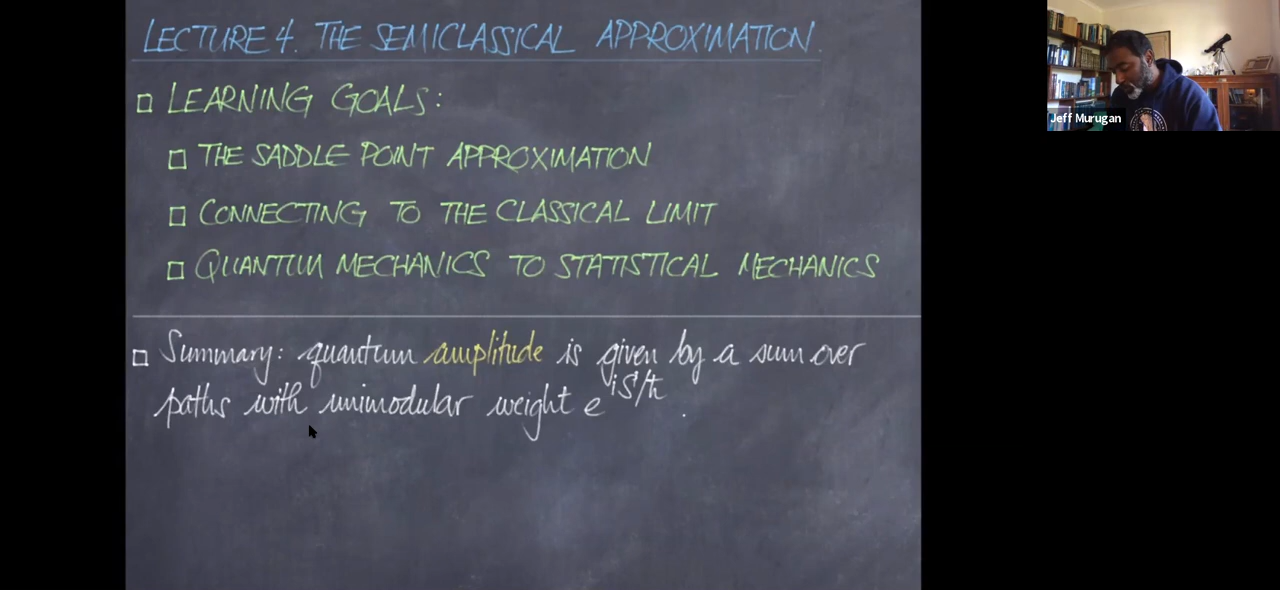 LECTURE 4. THE SEMICLASSICAL APPROXIMATION.
LEARNING GOALS:
THE SADDLE POINT APPROXIMATION
CONNECTING TO THE CLASSICAL LIMIT
QUANTUM MECHANICS TO STATISTICAL MECHANICS
Summary: quantum amplitude is given by a sum over
paths with unimodular weight e^{iS/ħ}.
Jeff Murugan